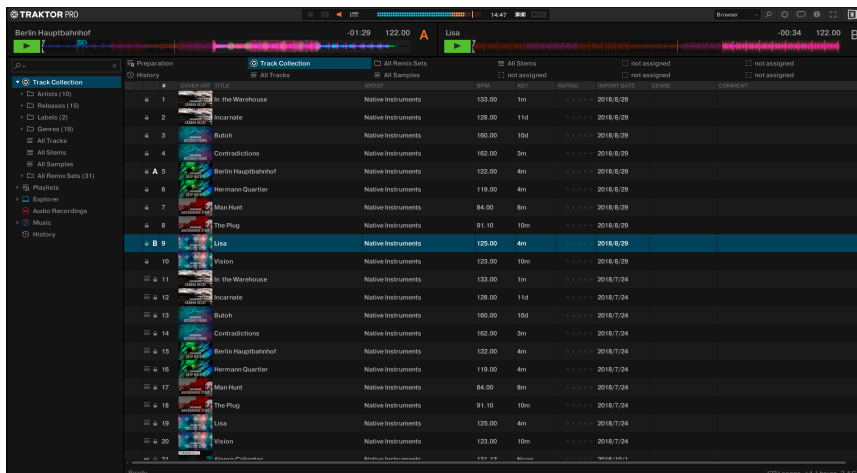 TRAKTOR PRO 14:47 Browser
Berlin Hauptbahnhof -01:29 122.00 A
Lisa -00:34 122.00 B
Preparation Track Collection All Remix Sets All Stems not assigned not assigned
History All Tracks All Samples not assigned not assigned not assigned
Track Collection
Artists (10)
Releases (15)
Labels (2)
Genres (19)
All Tracks
All Stems
All Samples
All Remix Sets (31)
Playlists
Explorer
Audio Recordings
Music
History
# COVER ART TITLE ARTIST BPM KEY RATING IMPORT DATE GENRE COMMENT
1 In the Warehouse Native Instruments 133.00 1m 2018/8/29
2 Incarnate Native Instruments 128.00 11d 2018/8/29
3 Butoh Native Instruments 160.00 10d 2018/8/29
4 Contradictions Native Instruments 162.00 3m 2018/8/29
A 5 Berlin Hauptbahnhof Native Instruments 122.00 4m 2018/8/29
6 Hermann Quartier Native Instruments 119.00 4m 2018/8/29
7 Man Hunt Native Instruments 84.00 8m 2018/8/29
8 The Plug Native Instruments 91.10 10m 2018/8/29
B 9 Lisa Native Instruments 125.00 4m 2018/8/29
10 Vision Native Instruments 123.00 10m 2018/8/29
11 In the Warehouse Native Instruments 133.00 1m 2018/7/24
12 Incarnate Native Instruments 128.00 11d 2018/7/24
13 Butoh Native Instruments 160.00 10d 2018/7/24
14 Contradictions Native Instruments 162.00 3m 2018/7/24
15 Berlin Hauptbahnhof Native Instruments 122.00 4m 2018/7/24
16 Hermann Quartier Native Instruments 119.00 4m 2018/7/24
17 Man Hunt Native Instruments 84.00 8m 2018/7/24
18 The Plug Native Instruments 91.10 10m 2018/7/24
19 Lisa Native Instruments 125.00 4m 2018/7/24
20 Vision Native Instruments 123.00 10m 2018/7/24